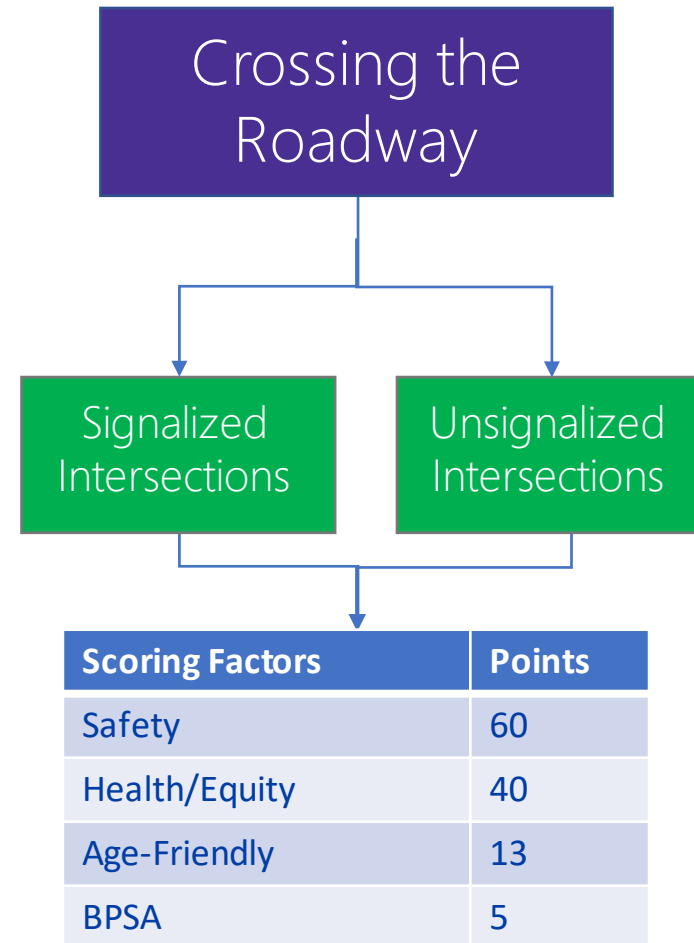 Crossing the
Roadway
Signalized
Intersections
Unsignalized
Intersections
Scoring Factors Points
Safety 60
Health/Equity 40
Age-Friendly 13
BPSA 5